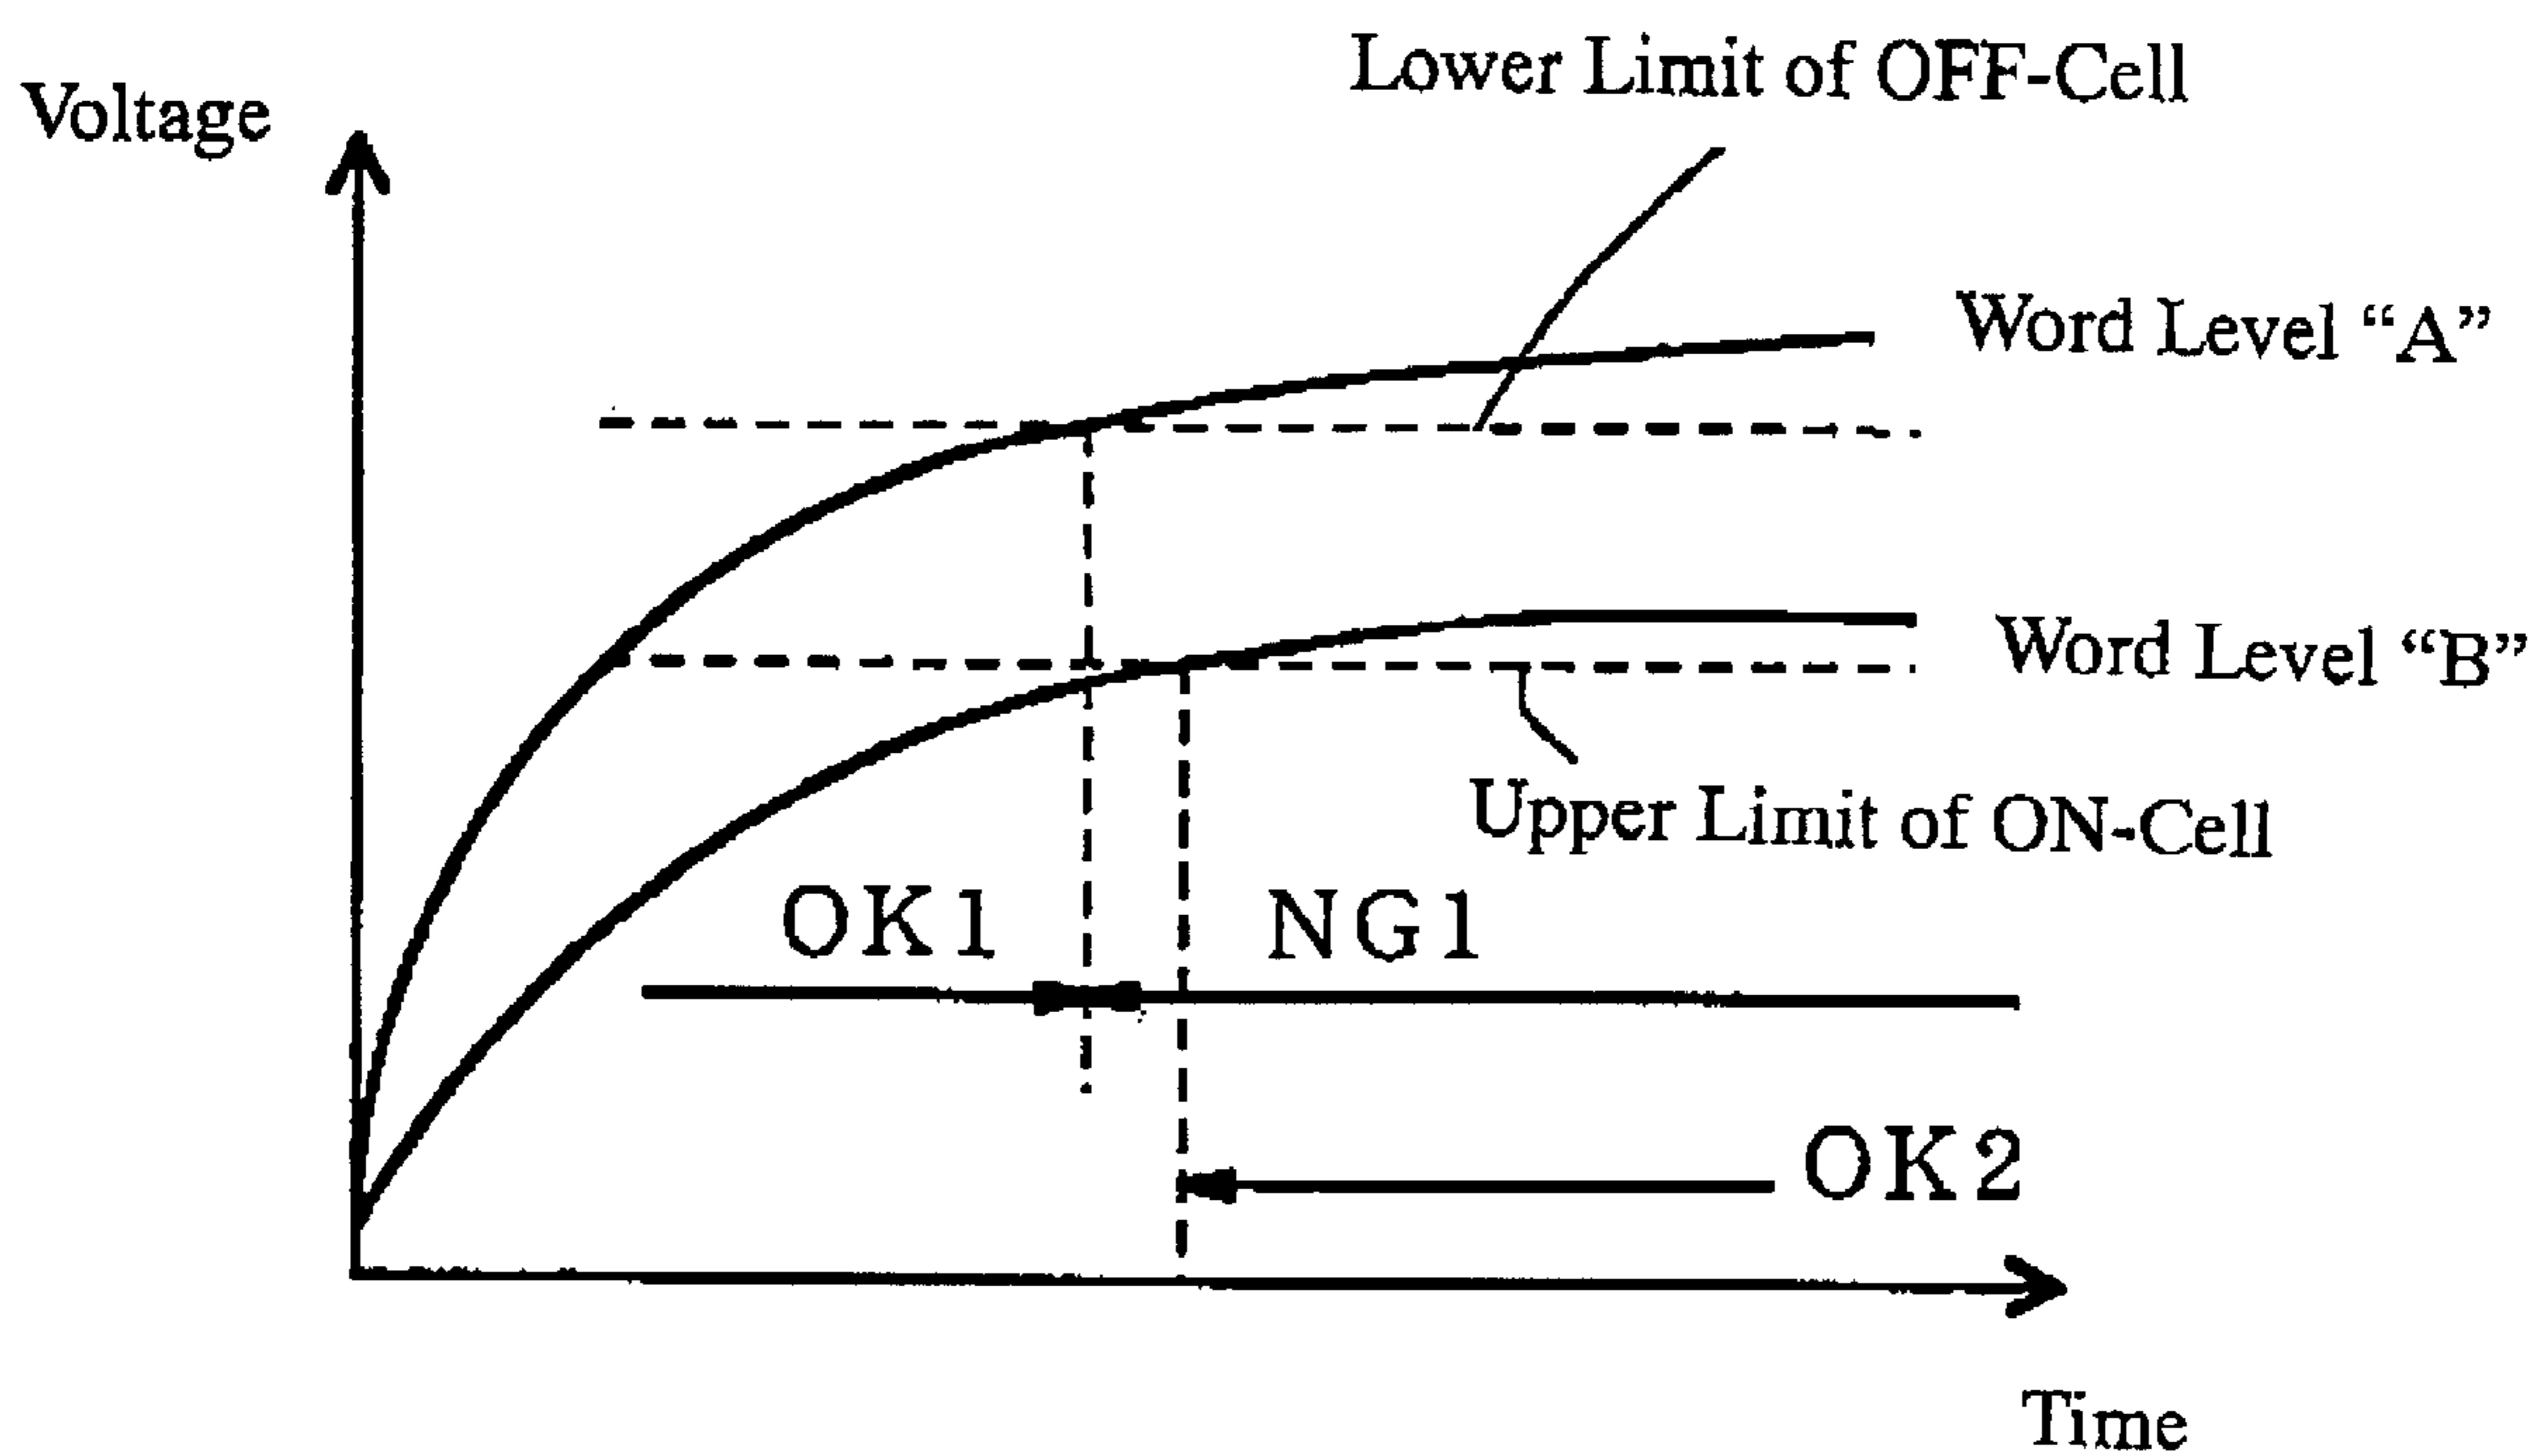 Lower Limit of OFF-Cell
Voltage
Word Level “A”
Word Level “B”
Upper Limit of ON-Cell
OK1
NG1
OK2
Time